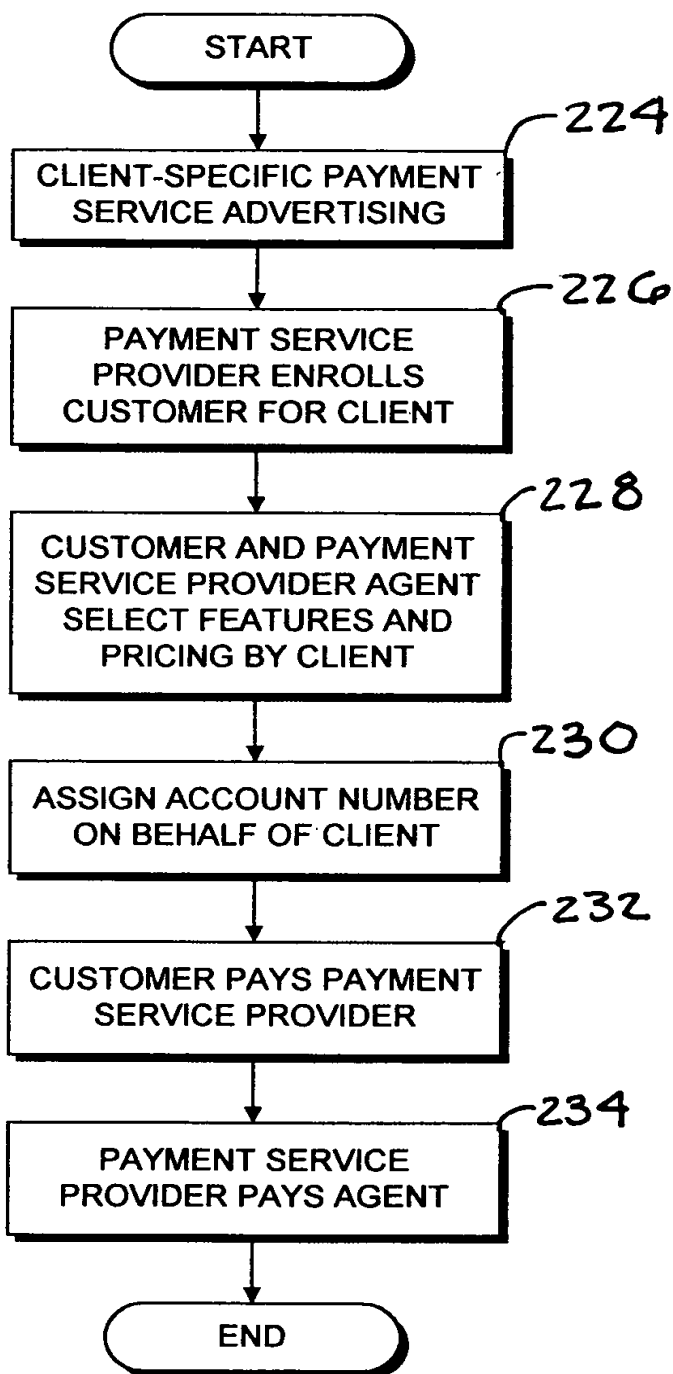 START
224
CLIENT-SPECIFIC PAYMENT
SERVICE ADVERTISING
226
PAYMENT SERVICE
PROVIDER ENROLLS
CUSTOMER FOR CLIENT
228
CUSTOMER AND PAYMENT
SERVICE PROVIDER AGENT
SELECT FEATURES AND
PRICING BY CLIENT
230
ASSIGN ACCOUNT NUMBER
ON BEHALF OF CLIENT
232
CUSTOMER PAYS PAYMENT
SERVICE PROVIDER
234
PAYMENT SERVICE
PROVIDER PAYS AGENT
END